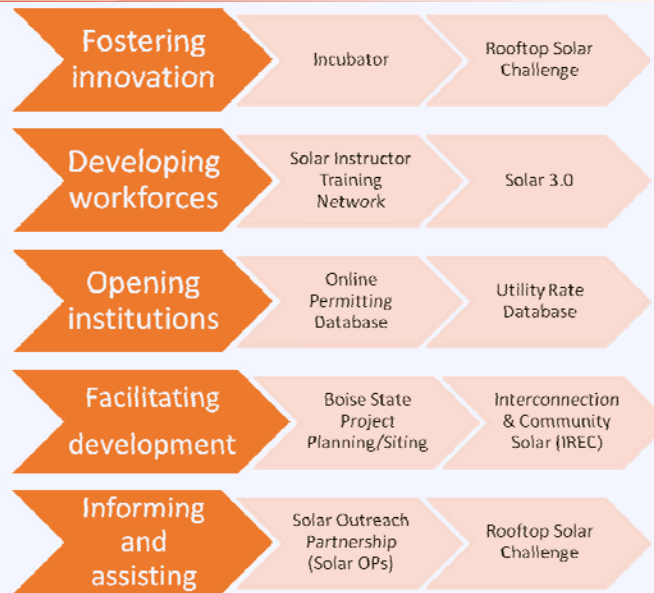 Fostering
innovation
Incubator
Rooftop Solar
Challenge
Developing
workforces
Solar Instructor
Training
Network
Solar 3.0
Opening
institutions
Online
Permitting
Database
Utility Rate
Database
Facilitating
development
Boise State
Project
Planning/Siting
Interconnection
& Community
Solar (IREC)
Informing
and
assisting
Solar Outreach
Partnership
(Solar OPs)
Rooftop Solar
Challenge